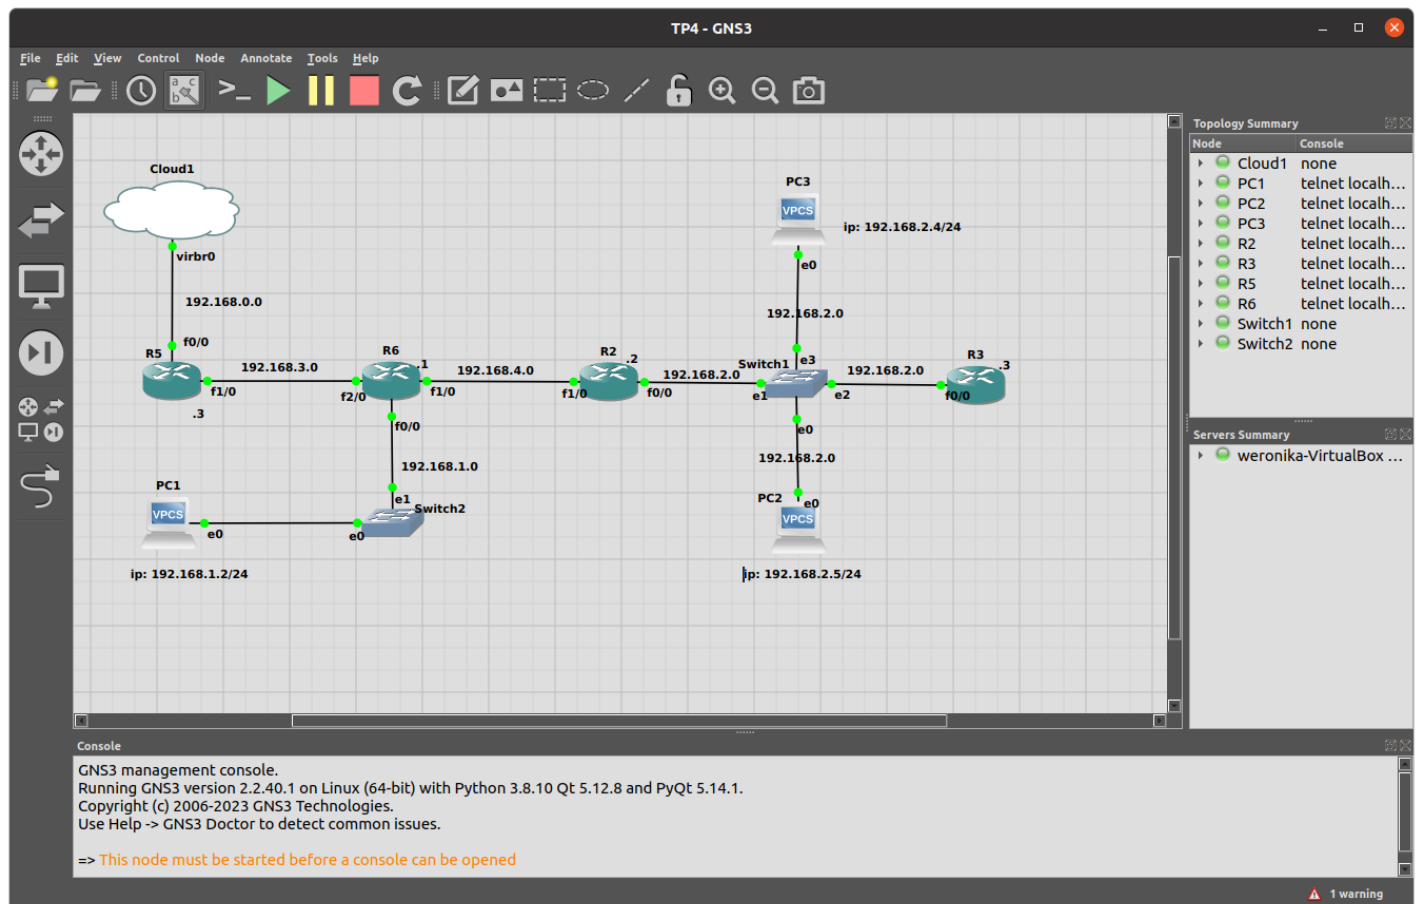 TP4 - GNS3
File Edit View Control Node Annotate Tools Help
Cloud1
virbr0
192.168.0.0
f0/0
R5
f1/0
.3
192.168.3.0
R6
.1
f2/0
f1/0
f0/0
192.168.4.0
192.168.1.0
e1
Switch2
PC1
VPCS
e0
e0
ip: 192.168.1.2/24
R2
.2
f1/0
f0/0
192.168.2.0
PC3
VPCS
ip: 192.168.2.4/24
e0
192.168.2.0
Switch1
e3
e1
e2
192.168.2.0
R3
.3
f0/0
e0
192.168.2.0
PC2
e0
VPCS
ip: 192.168.2.5/24
Topology Summary
Node Console
Cloud1 none
PC1 telnet localh...
PC2 telnet localh...
PC3 telnet localh...
R2 telnet localh...
R3 telnet localh...
R5 telnet localh...
R6 telnet localh...
Switch1 none
Switch2 none
Servers Summary
weronika-VirtualBox ...
Console
GNS3 management console.
Running GNS3 version 2.2.40.1 on Linux (64-bit) with Python 3.8.10 Qt 5.12.8 and PyQt 5.14.1.
Copyright (c) 2006-2023 GNS3 Technologies.
Use Help -> GNS3 Doctor to detect common issues.
=> This node must be started before a console can be opened
1 warning